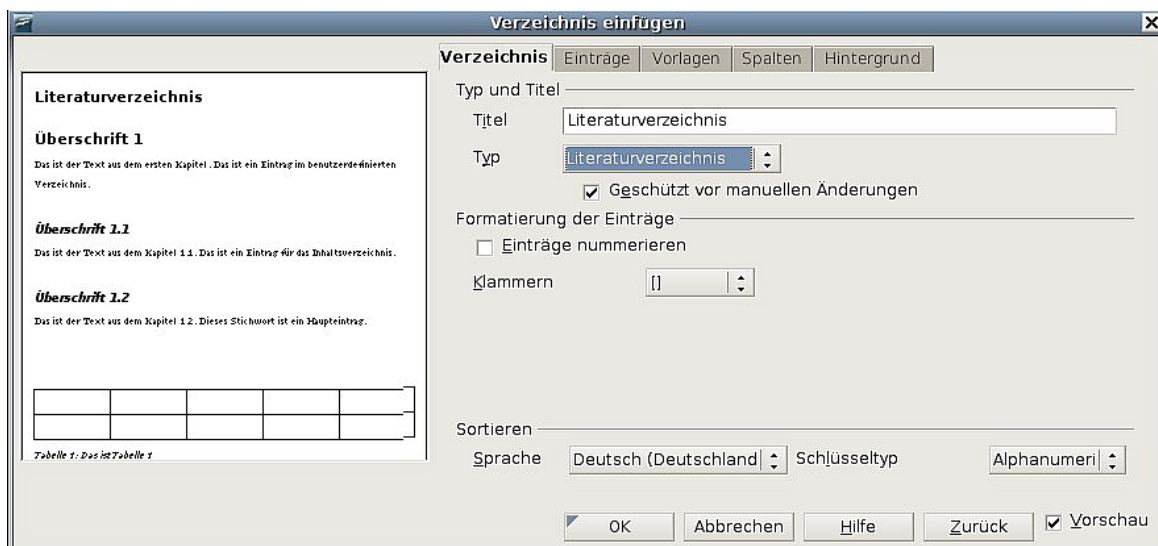 Verzeichnis einfügen
Literaturverzeichnis
Überschrift 1
Das ist der Text aus dem ersten Kapitel. Das ist ein Eintrag im benutzerdefinierten
Verzeichnis.
Überschrift 1.1
Das ist der Text aus dem Kapitel 1.1. Das ist ein Eintrag für das Inhaltsverzeichnis.
Überschrift 1.2
Das ist der Text aus dem Kapitel 1.2. Dieses Stichwort ist ein Haupteintrag.
Tabelle 1: Das ist Tabelle 1
Verzeichnis Einträge Vorlagen Spalten Hintergrund
Typ und Titel
Titel Literaturverzeichnis
Typ Literaturverzeichnis
Geschützt vor manuellen Änderungen
Formatierung der Einträge
Einträge nummerieren
Klammern []
Sortieren
Sprache Deutsch (Deutschland Schlüsseltyp Alphanumeri
OK Abbrechen Hilfe Zurück Vorschau